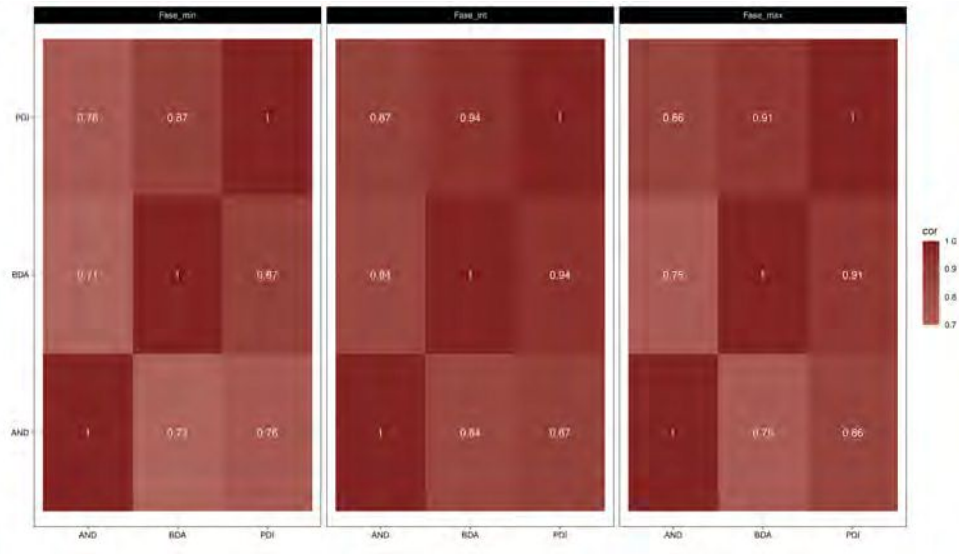 Fase_min Fase_int Fase_max
PDI 0.76 0.87 1 0.87 0.94 1 0.86 0.91 1
cor
1.0
0.9
BDA 1 0.87 0.84 1 0.94 0.75 1 0.91
0.8
0.7
AND 1 0.76 1 0.84 0.87 1 0.75 0.86
AND BDA PDI AND BDA PDI AND BDA PDI